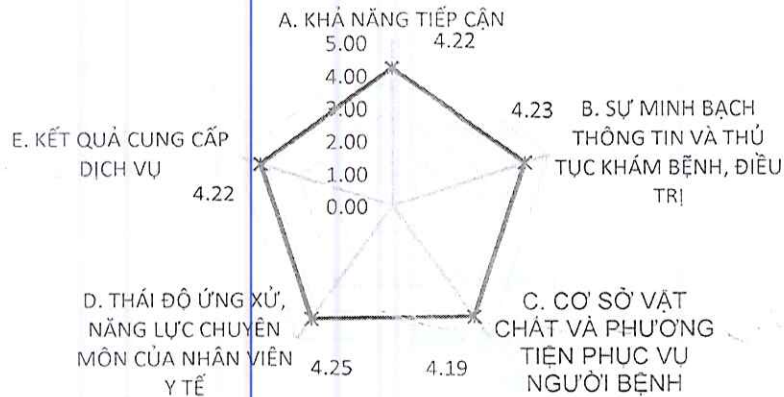 A. KHẢ NĂNG TIẾP CẬN
5.00
4.22
4.00
3.00
2.00
1.00
0.00
4.23
B. SỰ MINH BẠCH
THÔNG TIN VÀ THỦ
TỤC KHÁM BỆNH, ĐIỀU
TRỊ
C. CƠ SỞ VẬT
CHẤT VÀ PHƯƠNG
TIỆN PHỤC VỤ
NGƯỜI BỆNH
4.19
D. THÁI ĐỘ ỨNG XỬ,
NĂNG LỰC CHUYÊN
MÔN CỦA NHÂN VIÊN
Y TẾ
4.25
E. KẾT QUẢ CUNG CẤP
DỊCH VỤ
4.22